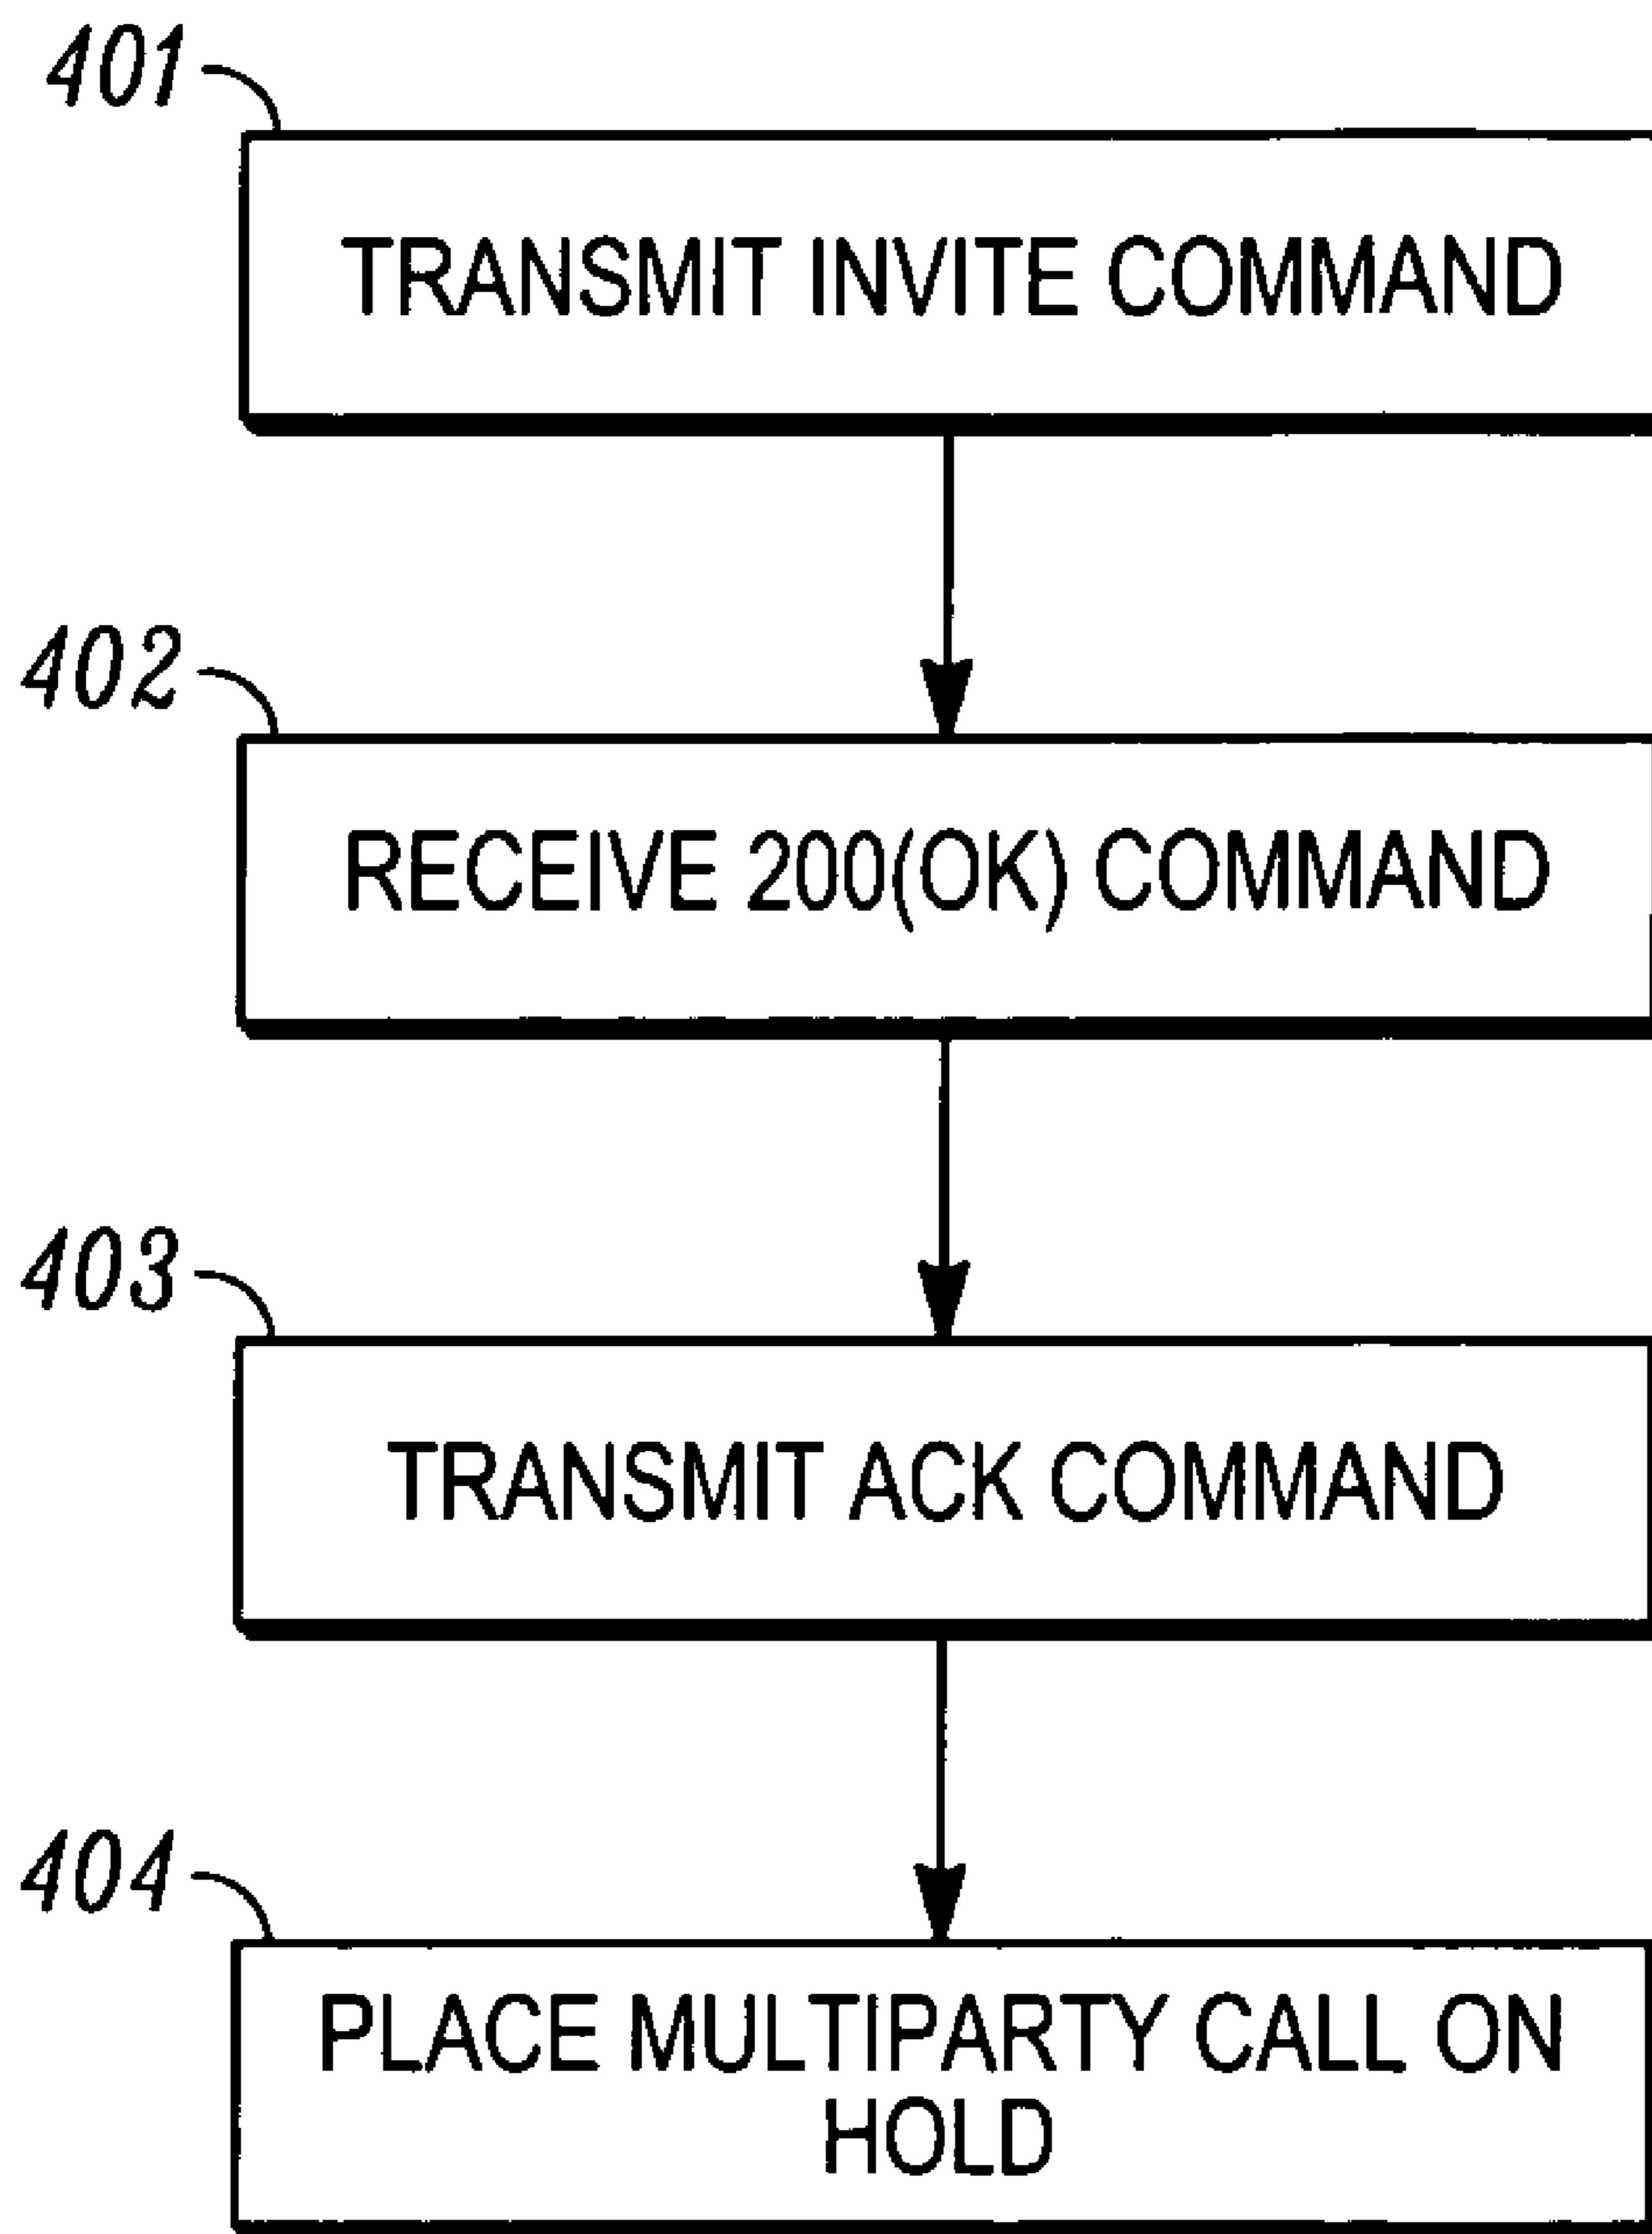 401
TRANSMIT INVITE COMMAND
402
RECEIVE 200(OK) COMMAND
403
TRANSMIT ACK COMMAND
404
PLACE MULTIPARTY CALL ON
HOLD